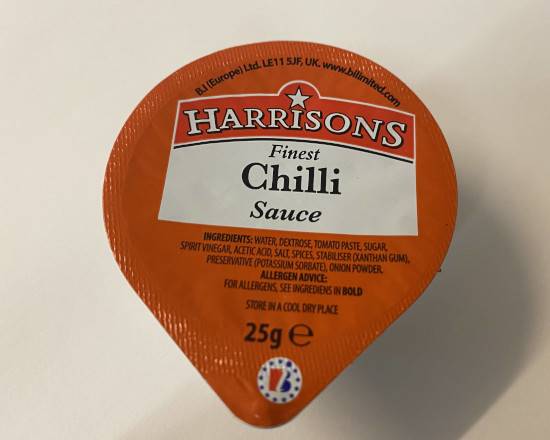 B.I (Europe) Ltd. LE11 5JF, UK. www.bilimited.com
HARRISONS
Finest
Chilli
Sauce
INGREDIENTS: WATER, DEXTROSE, TOMATO PASTE, SUGAR,
SPIRIT VINEGAR, ACETIC ACID, SALT, SPICES, STABILISER (XANTHAN GUM),
PRESERVATIVE (POTASSIUM SORBATE), ONION POWDER.
ALLERGEN ADVICE:
FOR ALLERGENS, SEE INGREDIENS IN BOLD
STORE IN A COOL DRY PLACE
25g ℮